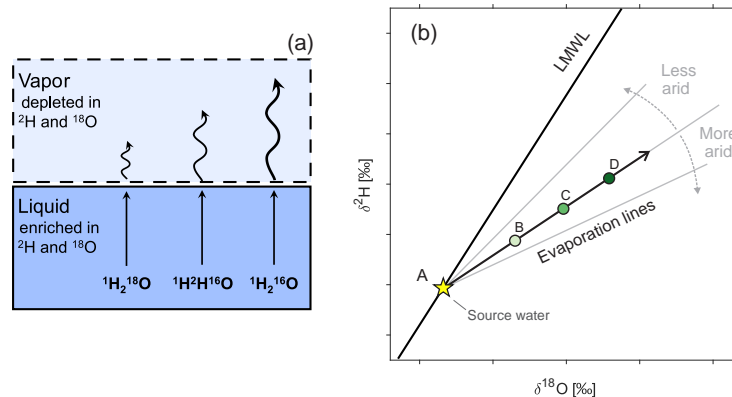 (a)
Vapor
depleted in
²H and ¹⁸O
Liquid
enriched in
²H and ¹⁸O
¹H₂¹⁸O
¹H²H¹⁶O
¹H₂¹⁶O
(b)
LMWL
Less
arid
More
arid
D
C
B
A
Evaporation lines
Source water
δ²H [‰]
δ¹⁸O [‰]